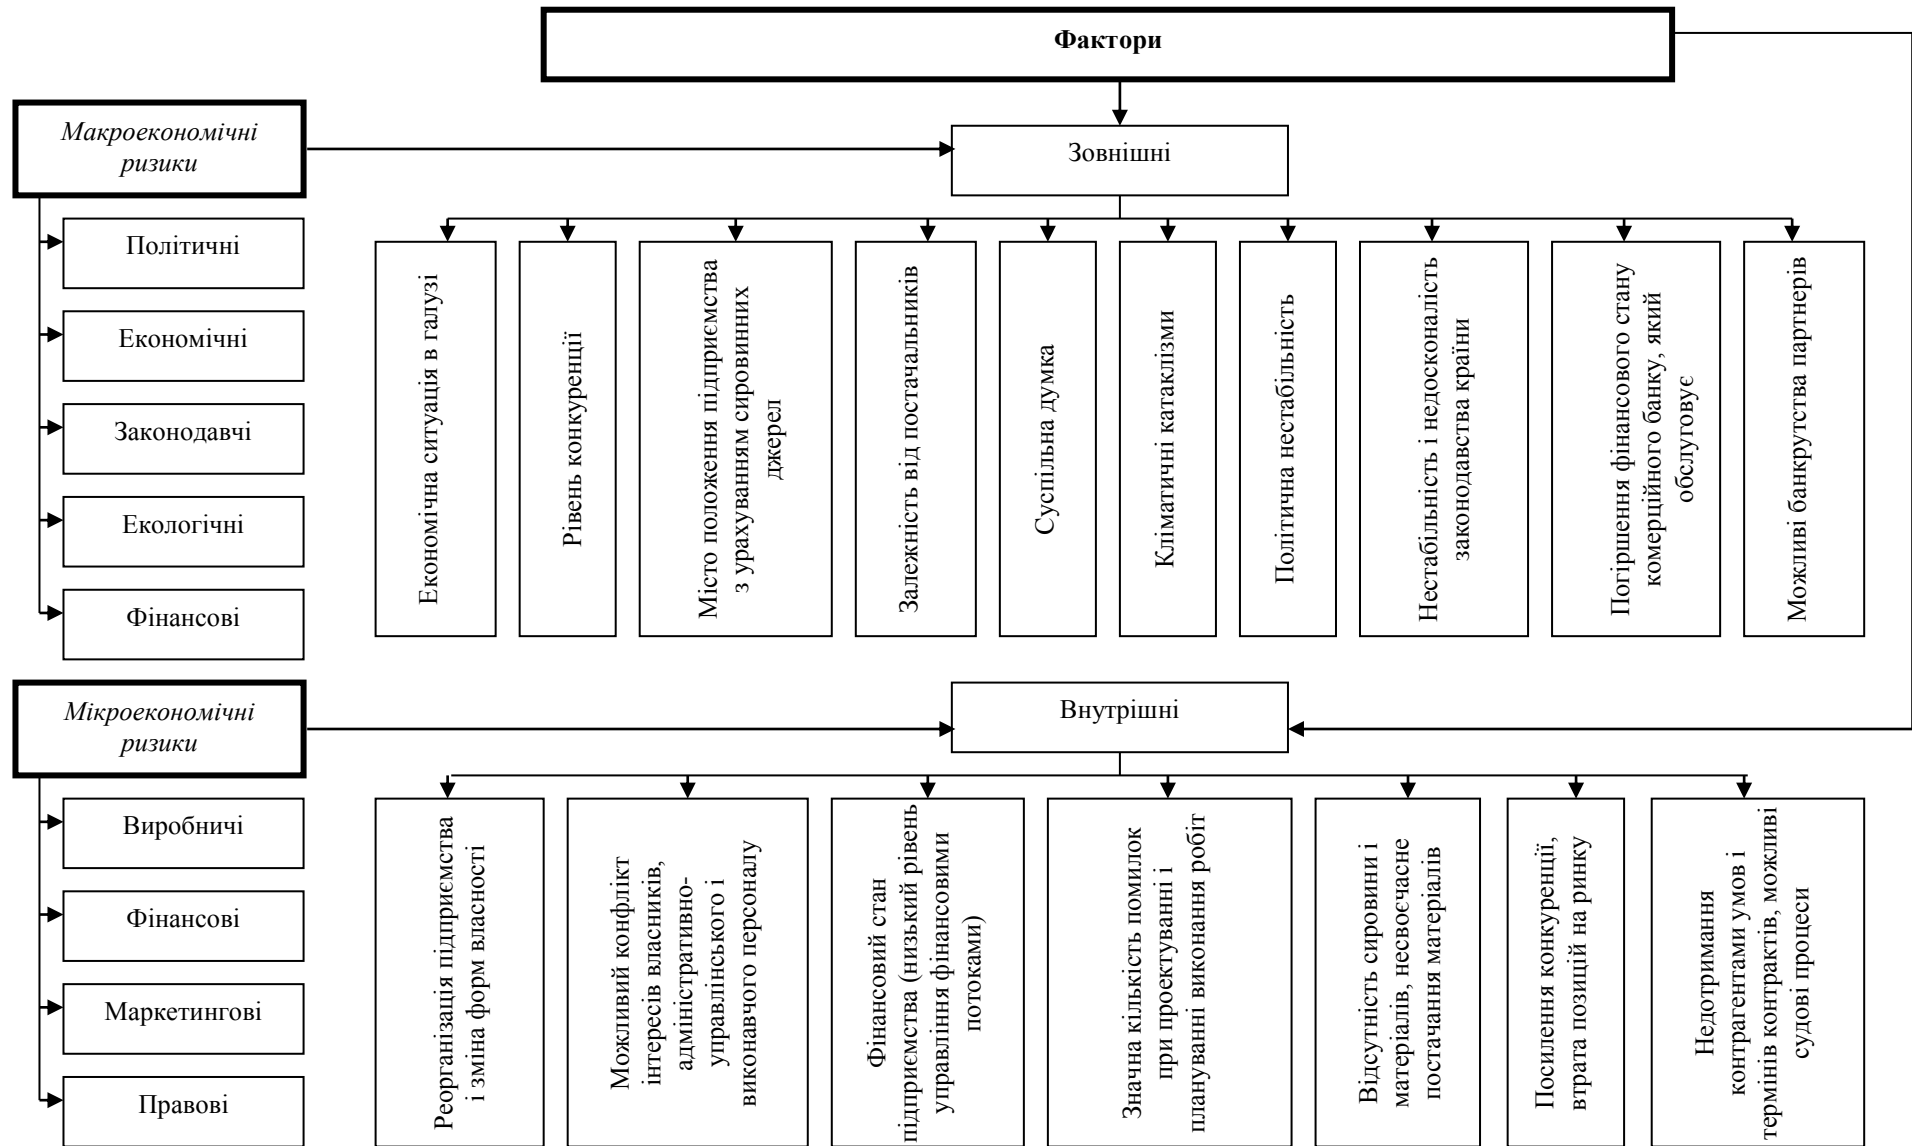 Фактори
Макроекономічні
ризики
Зовнішні
Політичні
Економічні
Законодавчі
Екологічні
Фінансові
Економічна ситуація в галузі
Рівень конкуренції
Місто положення підприємства
з урахуванням сировинних
джерел
Залежність від постачальників
Суспільна думка
Кліматичні катаклізми
Політична нестабільність
Нестабільність і недосконалість
законодавства країни
Погіршення фінансового стану
комерційного банку, який
обслуговує
Можливі банкрутства партнерів
Мікроекономічні
ризики
Внутрішні
Виробничі
Фінансові
Маркетингові
Правові
Реорганізація підприємства
і зміна форм власності
Можливий конфлікт
інтересів власників,
адміністративно-
управлінського і
виконавчого персоналу
Фінансовий стан
підприємства (низький рівень
управління фінансовими
потоками)
Значна кількість помилок
при проектуванні і
плануванні виконання робіт
Відсутність сировини і
матеріалів, несвоєчасне
постачання матеріалів
Посилення конкуренції,
втрата позицій на ринку
Недотримання
контрагентами умов і
термінів контрактів, можливі
судові процеси